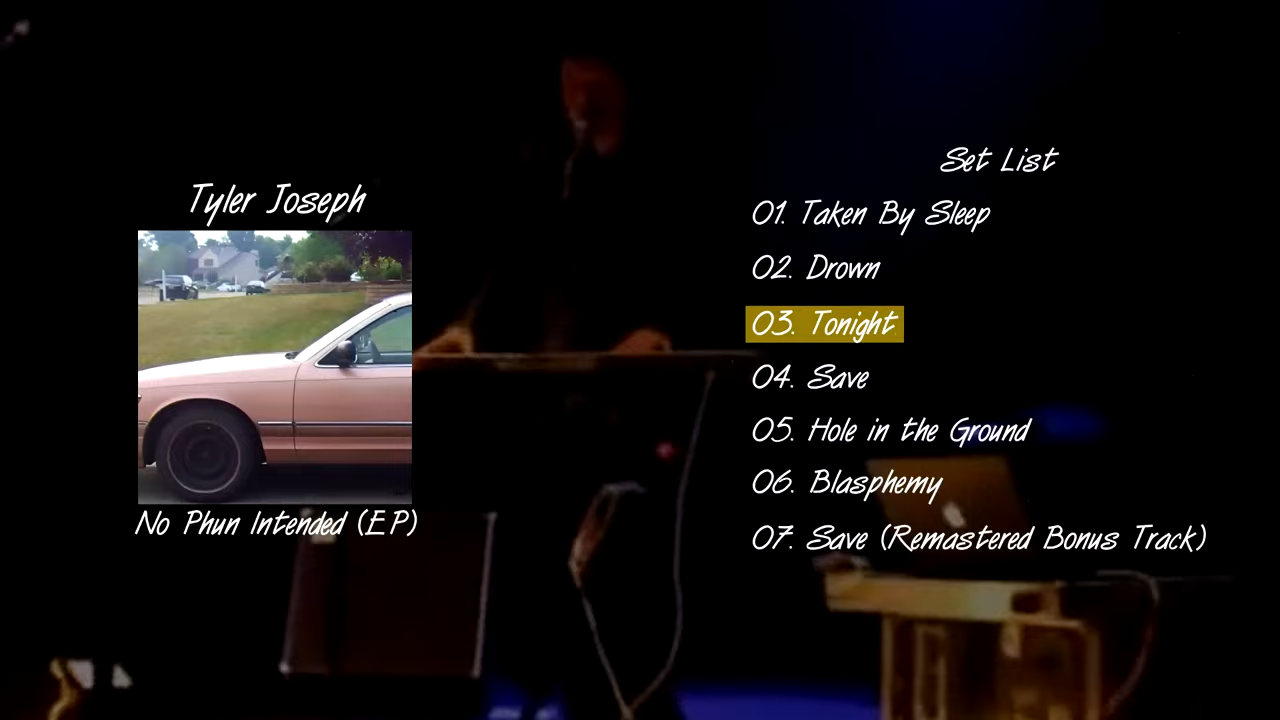 Tyler Joseph
No Phun Intended (EP)
Set List
01. Taken By Sleep
02. Drown
03. Tonight
04. Save
05. Hole in the Ground
06. Blasphemy
07. Save (Remastered Bonus Track)